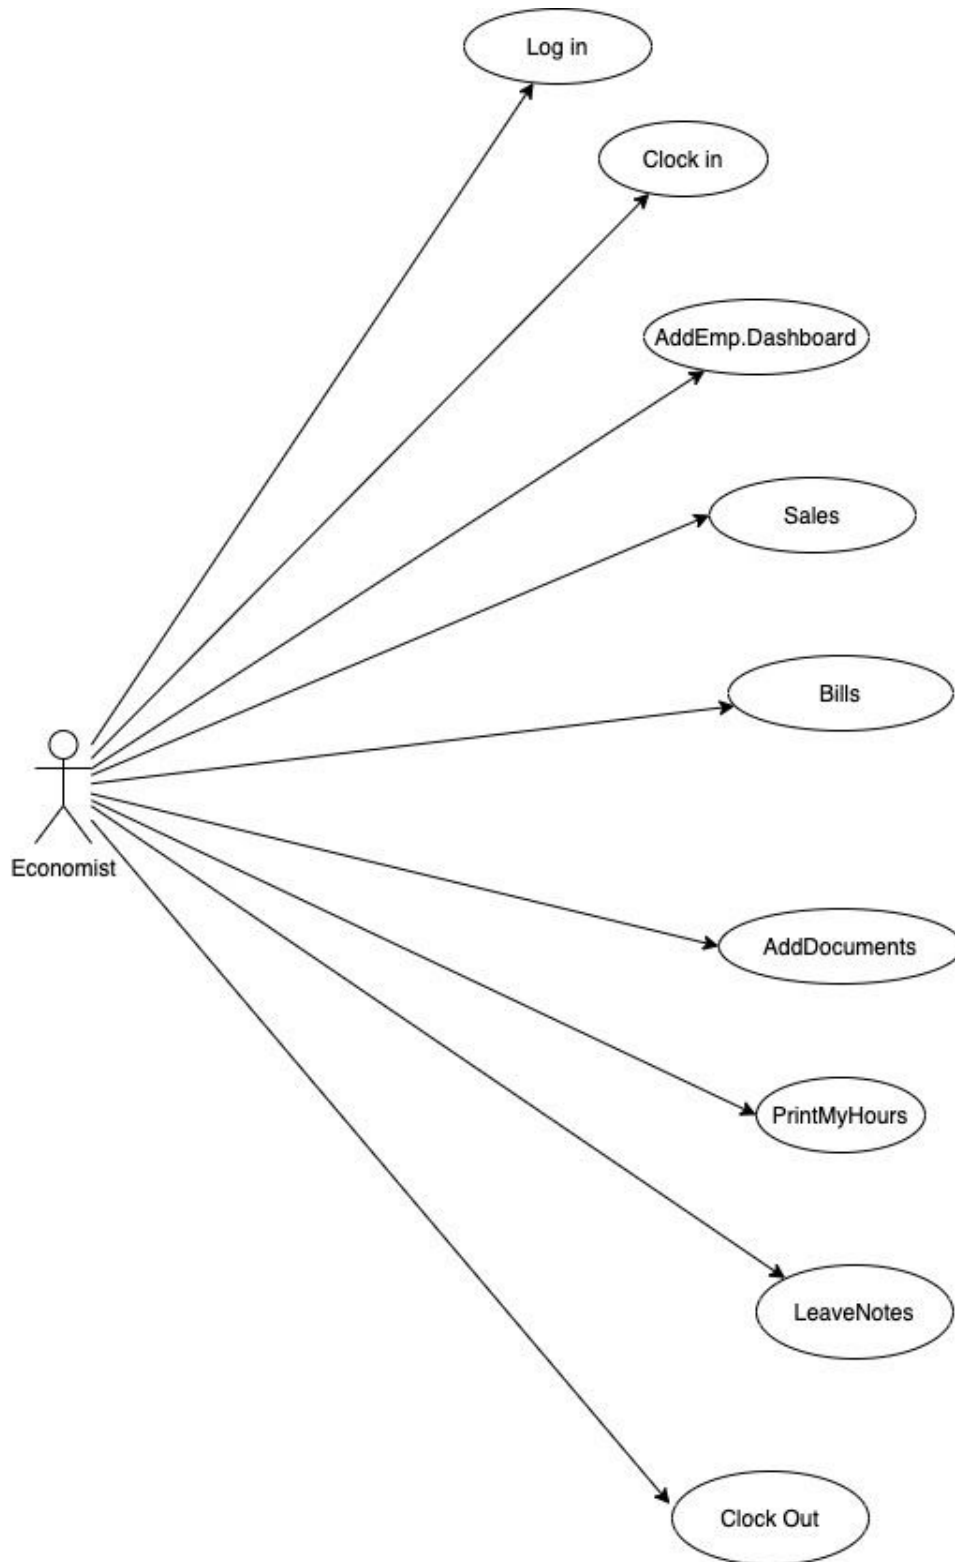 Log in
Clock in
AddEmp.Dashboard
Sales
Bills
Economist
AddDocuments
PrintMyHours
LeaveNotes
Clock Out